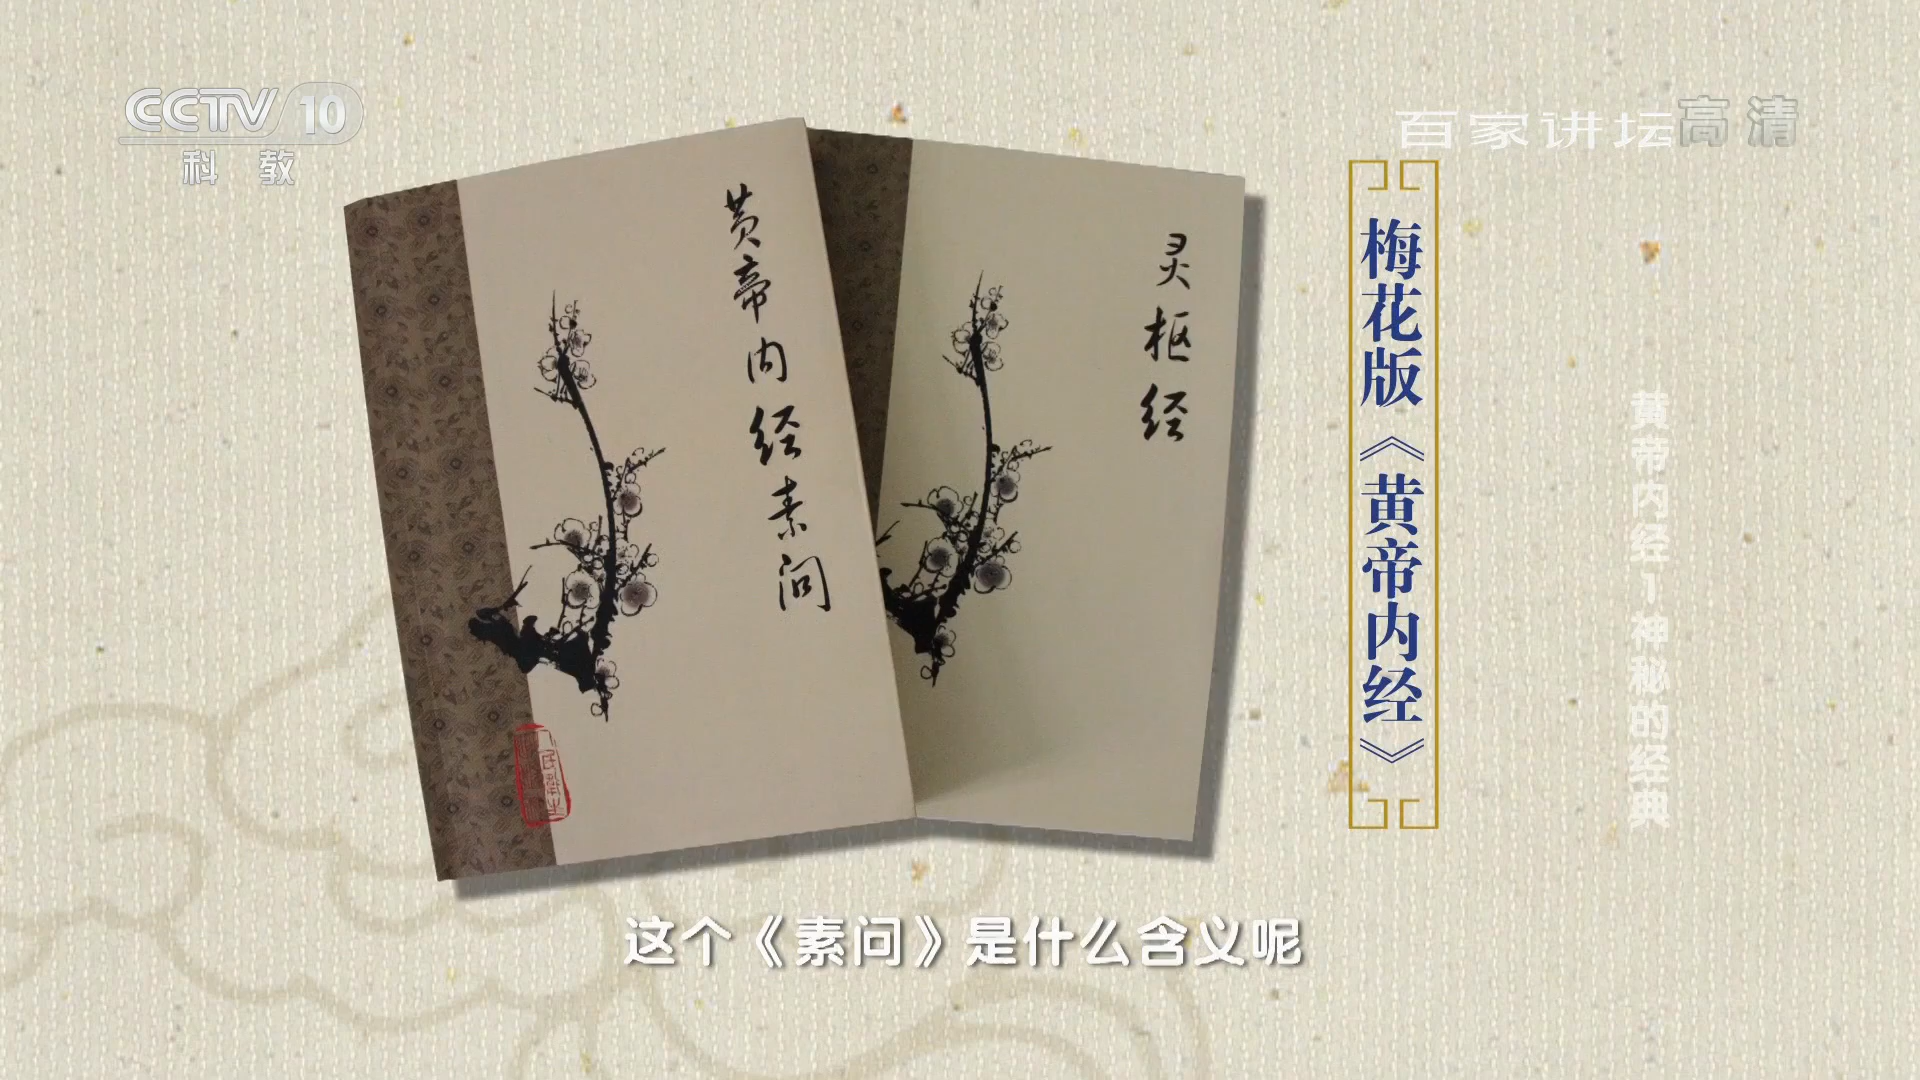 CCTV 10
科 教
百家讲坛
高清
黄帝内经素问
灵枢经
梅花版《黄帝内经》
黄帝内经-神秘的经典
这个《素问》是什么含义呢